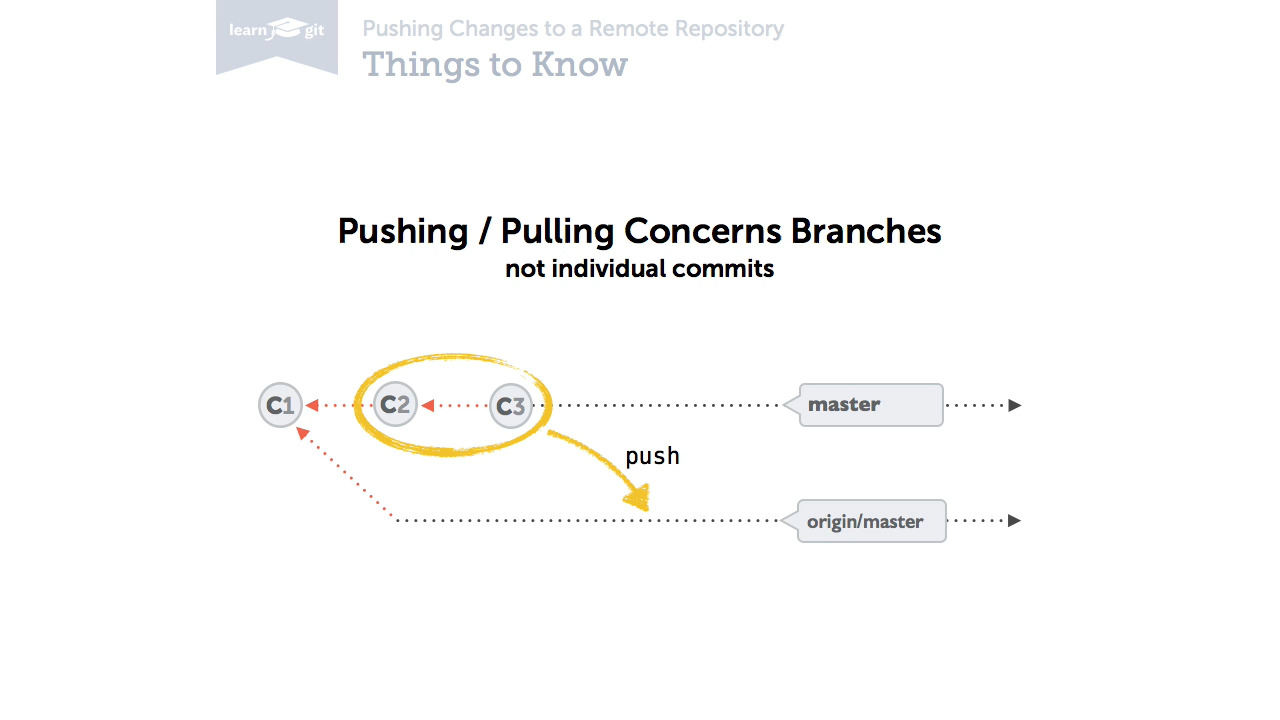 learn git
Pushing Changes to a Remote Repository
Things to Know
Pushing / Pulling Concerns Branches
not individual commits
C1
C2
C3
master
push
origin/master